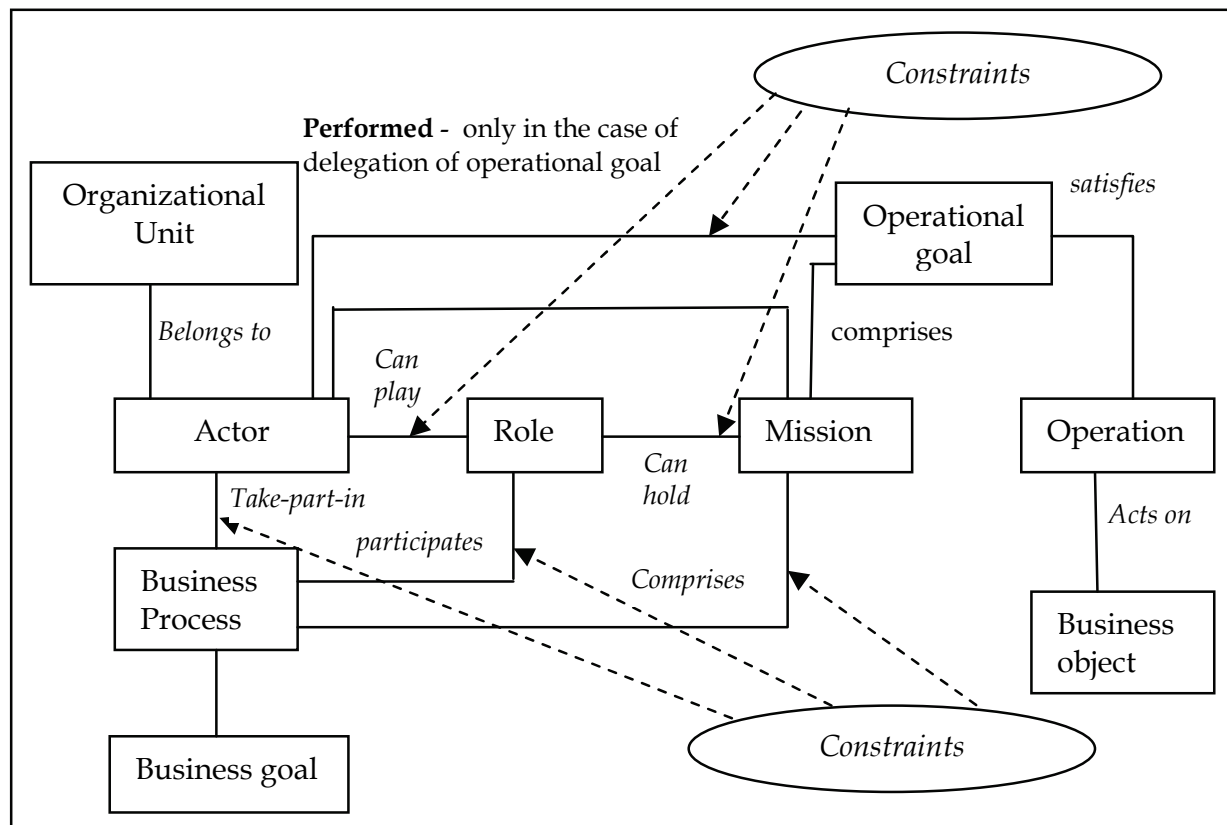 Constraints
Performed - only in the case of
delegation of operational goal
Organizational
Unit
Operational
goal
satisfies
Belongs to
comprises
Can
play
Actor
Role
Mission
Operation
Can
hold
Take-part-in
participates
Comprises
Acts on
Business
Process
Business
object
Constraints
Business goal